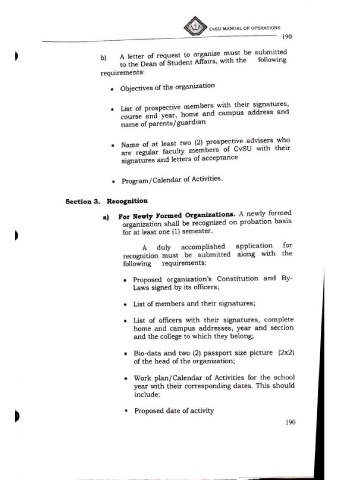 CvSU MANUAL OF OPERATIONS
190
b) A letter of request to organize must be submitted
to the Dean of Student Affairs, with the following
requirements:
• Objectives of the organization
• List of prospective members with their signatures,
course and year, home and campus address and
name of parents/guardian
• Name of at least two (2) prospective advisers who
are regular faculty members of CvSU with their
signatures and letters of acceptance
• Program/Calendar of Activities.
Section 3. Recognition
a) For Newly Formed Organizations. A newly formed
organization shall be recognized on probation basis
for at least one (1) semester.
A duly accomplished application for
recognition must be submitted along with the
following requirements:
• Proposed organization's Constitution and By-
Laws signed by its officers;
• List of members and their signatures;
• List of officers with their signatures, complete
home and campus addresses, year and section
and the college to which they belong;
• Bio-data and two (2) passport size picture (2x2)
of the head of the organization;
• Work plan/Calendar of Activities for the school
year with their corresponding dates. This should
include:
• Proposed date of activity
190